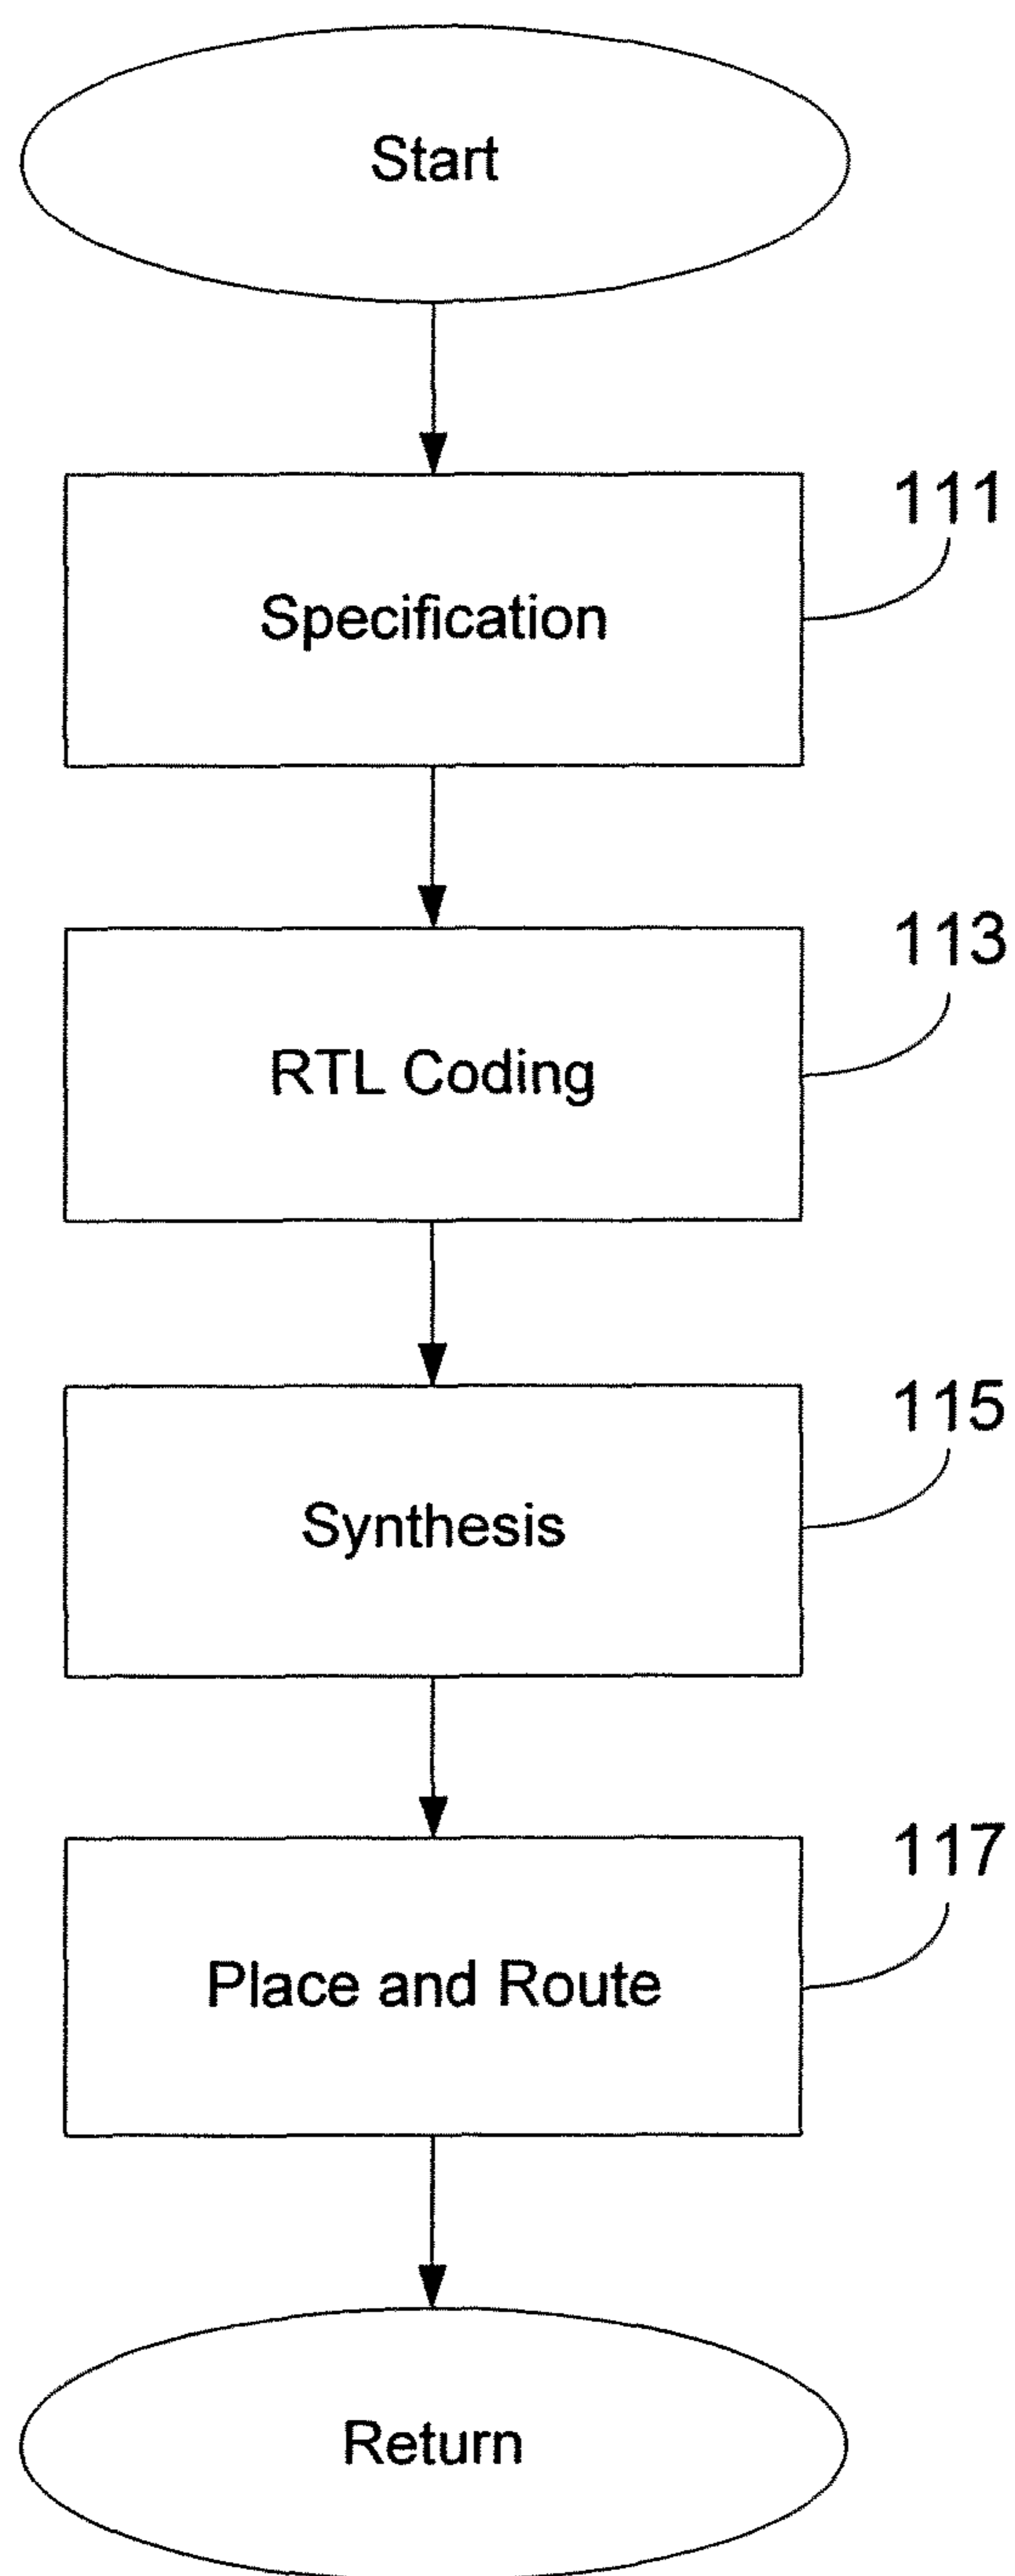 Start
111
Specification
113
RTL Coding
115
Synthesis
117
Place and Route
Return